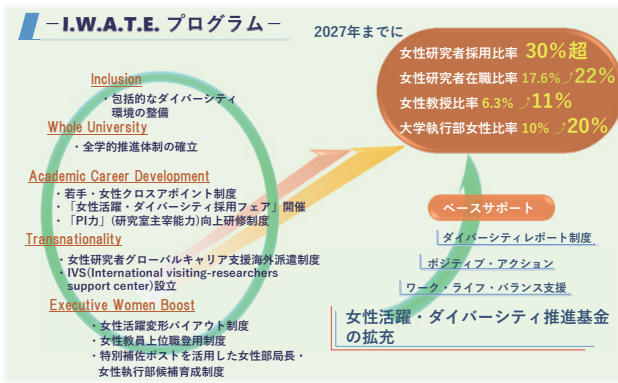 －I.W.A.T.E. プログラム－
Inclusion
・包括的なダイバーシティ
環境の整備
Whole University
・全学的推進体制の確立
Academic Career Development
・若手・女性クロスアポイント制度
・「女性活躍・ダイバーシティ採用フェア」開催
・「PI力」(研究室主宰能力)向上研修制度
Transnationality
・女性研究者グローバルキャリア支援海外派遣制度
・IVS(International visiting-researchers
support center)設立
Executive Women Boost
・女性活躍変形バイアウト制度
・女性教員上位職登用制度
・特別補佐ポストを活用した女性部局長・
女性執行部候補育成制度
2027年までに
女性研究者採用比率 30%超
女性研究者在職比率 17.6%⤴22%
女性教授比率 6.3% ⤴11%
大学執行部女性比率 10% ⤴20%
ベースサポート
ダイバーシティレポート制度
ポジティブ・アクション
ワーク・ライフ・バランス支援
女性活躍・ダイバーシティ推進基金
の拡充